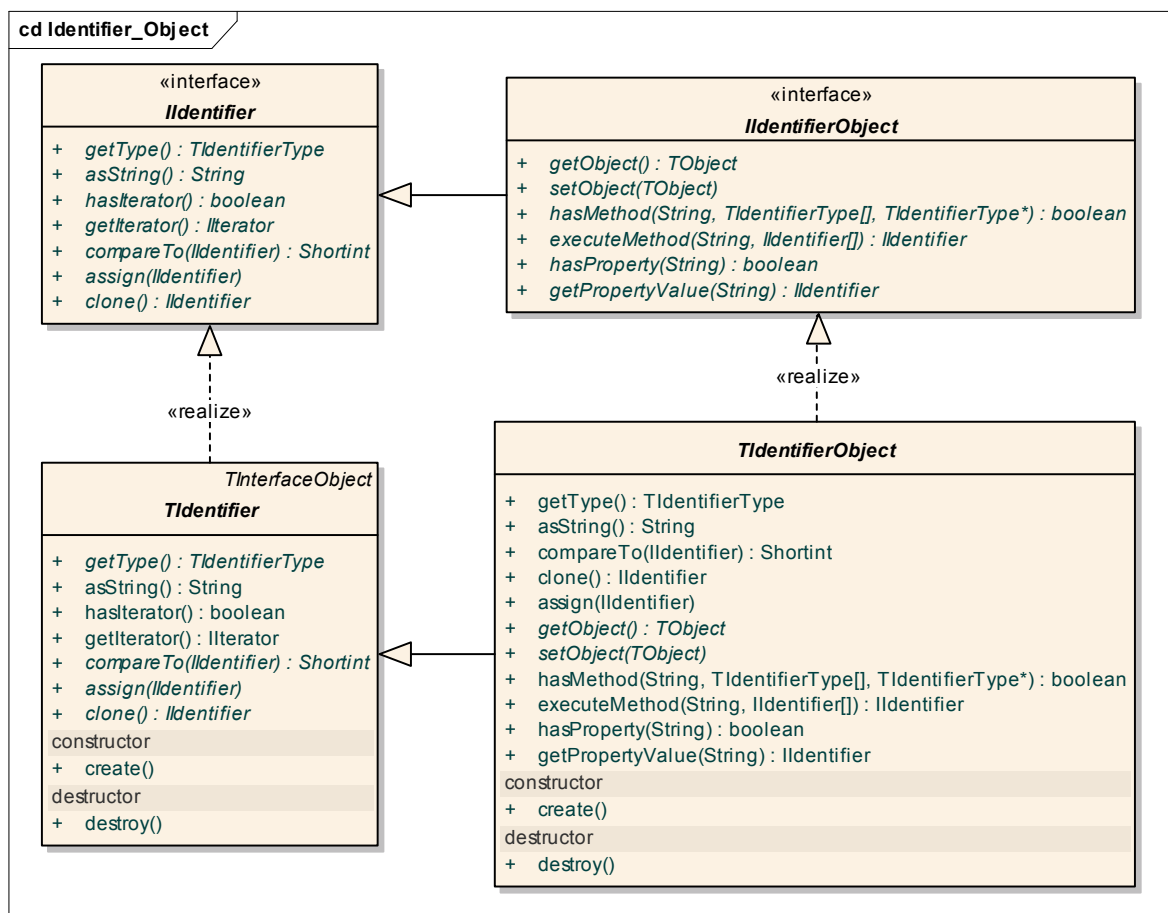 cd Identifier_Object
«interface»
IIdentifier
+ getType() : TIdentifierType
+ asString() : String
+ hasIterator() : boolean
+ getIterator() : IIterator
+ compareTo(IIdentifier) : Shortint
+ assign(IIdentifier)
+ clone() : IIdentifier
«interface»
IIdentifierObject
+ getObject() : TObject
+ setObject(TObject)
+ hasMethod(String, TIdentifierType[], TIdentifierType*) : boolean
+ executeMethod(String, IIdentifier[]) : IIdentifier
+ hasProperty(String) : boolean
+ getPropertyValue(String) : IIdentifier
«realize»
«realize»
TInterfaceObject
TIdentifier
+ getType() : TIdentifierType
+ asString() : String
+ hasIterator() : boolean
+ getIterator() : IIterator
+ compareTo(IIdentifier) : Shortint
+ assign(IIdentifier)
+ clone() : IIdentifier
constructor
+ create()
destructor
+ destroy()
TIdentifierObject
+ getType() : TIdentifierType
+ asString() : String
+ compareTo(IIdentifier) : Shortint
+ clone() : IIdentifier
+ assign(IIdentifier)
+ getObject() : TObject
+ setObject(TObject)
+ hasMethod(String, TIdentifierType[], TIdentifierType*) : boolean
+ executeMethod(String, IIdentifier[]) : IIdentifier
+ hasProperty(String) : boolean
+ getPropertyValue(String) : IIdentifier
constructor
+ create()
destructor
+ destroy()